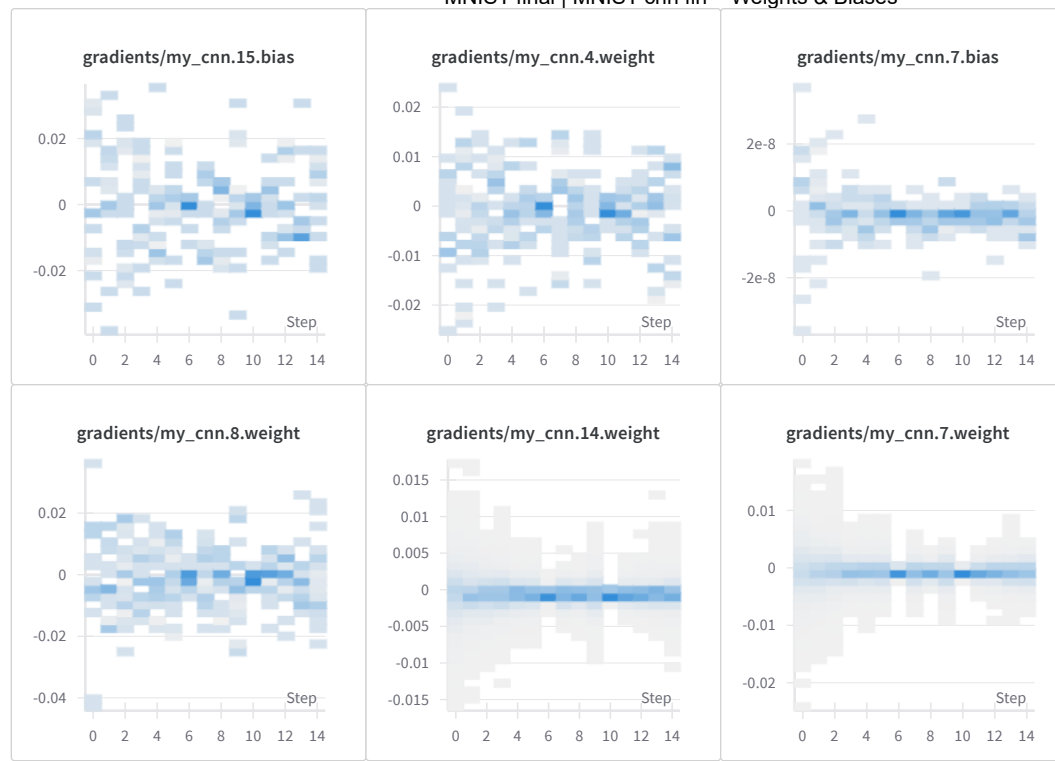 gradients/my_cnn.15.bias
0.02
0
-0.02
Step
0 2 4 6 8 10 12 14
gradients/my_cnn.4.weight
0.02
0.01
0
-0.01
-0.02
Step
0 2 4 6 8 10 12 14
gradients/my_cnn.7.bias
2e-8
0
-2e-8
Step
0 2 4 6 8 10 12 14
gradients/my_cnn.8.weight
0.02
0
-0.02
-0.04
Step
0 2 4 6 8 10 12 14
gradients/my_cnn.14.weight
0.015
0.01
0.005
0
-0.005
-0.01
-0.015
Step
0 2 4 6 8 10 12 14
gradients/my_cnn.7.weight
0.01
0
-0.01
-0.02
Step
0 2 4 6 8 10 12 14